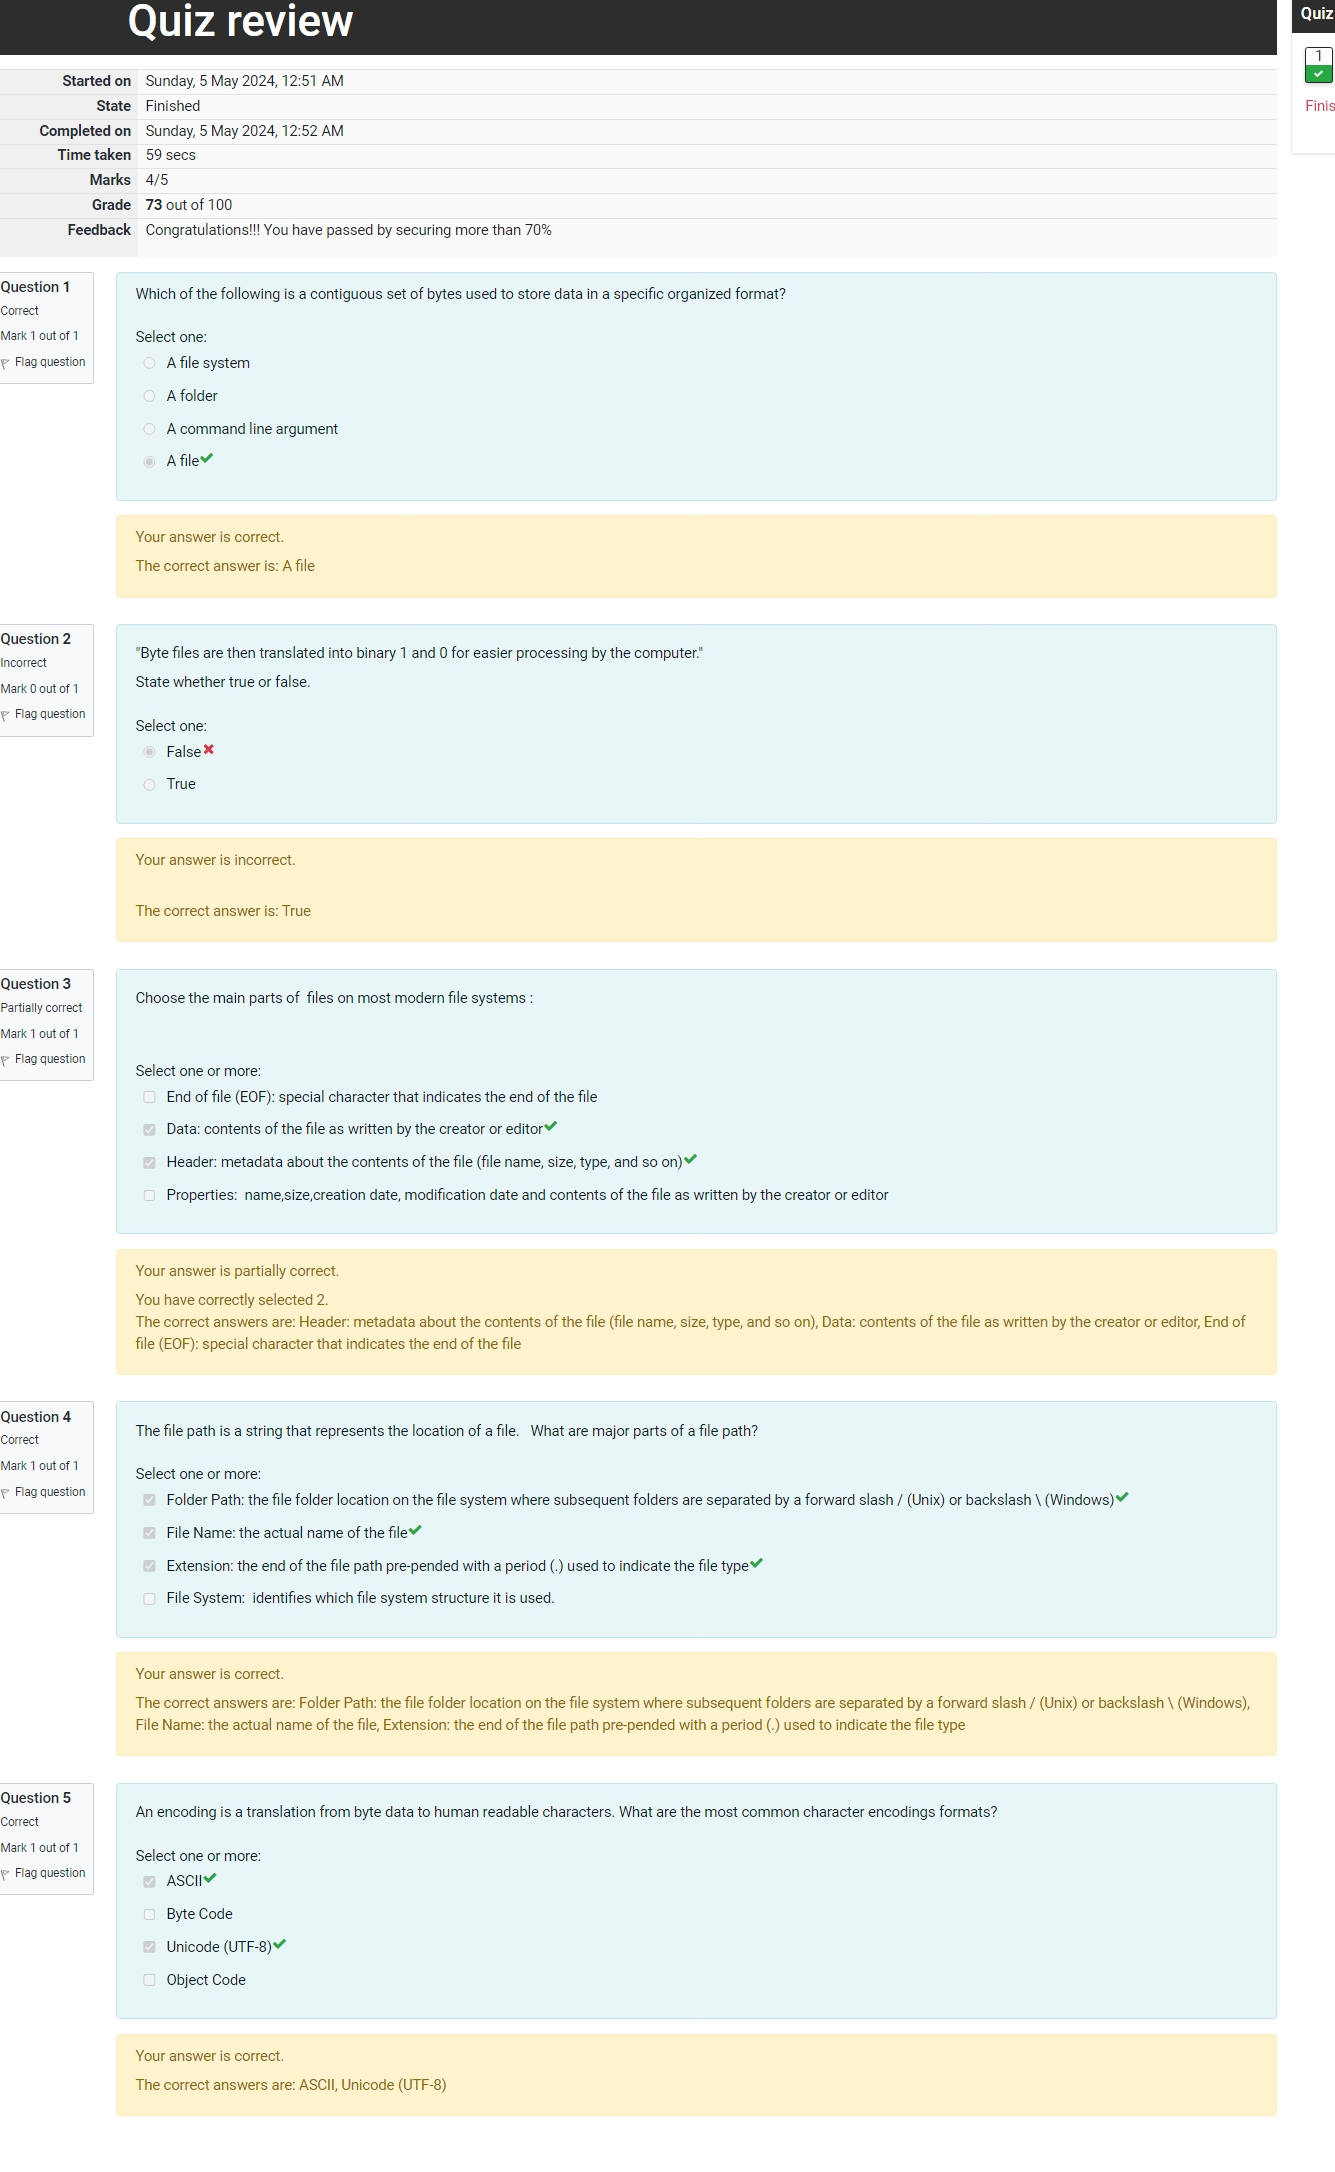 Quiz review
Quiz
1
Finis
Started on Sunday, 5 May 2024, 12:51 AM
State Finished
Completed on Sunday, 5 May 2024, 12:52 AM
Time taken 59 secs
Marks 4/5
Grade 73 out of 100
Feedback Congratulations!!! You have passed by securing more than 70%
Question 1
Correct
Mark 1 out of 1
Flag question
Which of the following is a contiguous set of bytes used to store data in a specific organized format?
Select one:
A file system
A folder
A command line argument
A file
Your answer is correct.
The correct answer is: A file
Question 2
Incorrect
Mark 0 out of 1
Flag question
"Byte files are then translated into binary 1 and 0 for easier processing by the computer."
State whether true or false.
Select one:
False
True
Your answer is incorrect.
The correct answer is: True
Question 3
Partially correct
Mark 1 out of 1
Flag question
Choose the main parts of files on most modern file systems :
Select one or more:
End of file (EOF): special character that indicates the end of the file
Data: contents of the file as written by the creator or editor
Header: metadata about the contents of the file (file name, size, type, and so on)
Properties: name,size,creation date, modification date and contents of the file as written by the creator or editor
Your answer is partially correct.
You have correctly selected 2.
The correct answers are: Header: metadata about the contents of the file (file name, size, type, and so on), Data: contents of the file as written by the creator or editor, End of
file (EOF): special character that indicates the end of the file
Question 4
Correct
Mark 1 out of 1
Flag question
The file path is a string that represents the location of a file. What are major parts of a file path?
Select one or more:
Folder Path: the file folder location on the file system where subsequent folders are separated by a forward slash / (Unix) or backslash \ (Windows)
File Name: the actual name of the file
Extension: the end of the file path pre-pended with a period (.) used to indicate the file type
File System: identifies which file system structure it is used.
Your answer is correct.
The correct answers are: Folder Path: the file folder location on the file system where subsequent folders are separated by a forward slash / (Unix) or backslash \ (Windows),
File Name: the actual name of the file, Extension: the end of the file path pre-pended with a period (.) used to indicate the file type
Question 5
Correct
Mark 1 out of 1
Flag question
An encoding is a translation from byte data to human readable characters. What are the most common character encodings formats?
Select one or more:
ASCII
Byte Code
Unicode (UTF-8)
Object Code
Your answer is correct.
The correct answers are: ASCII, Unicode (UTF-8)